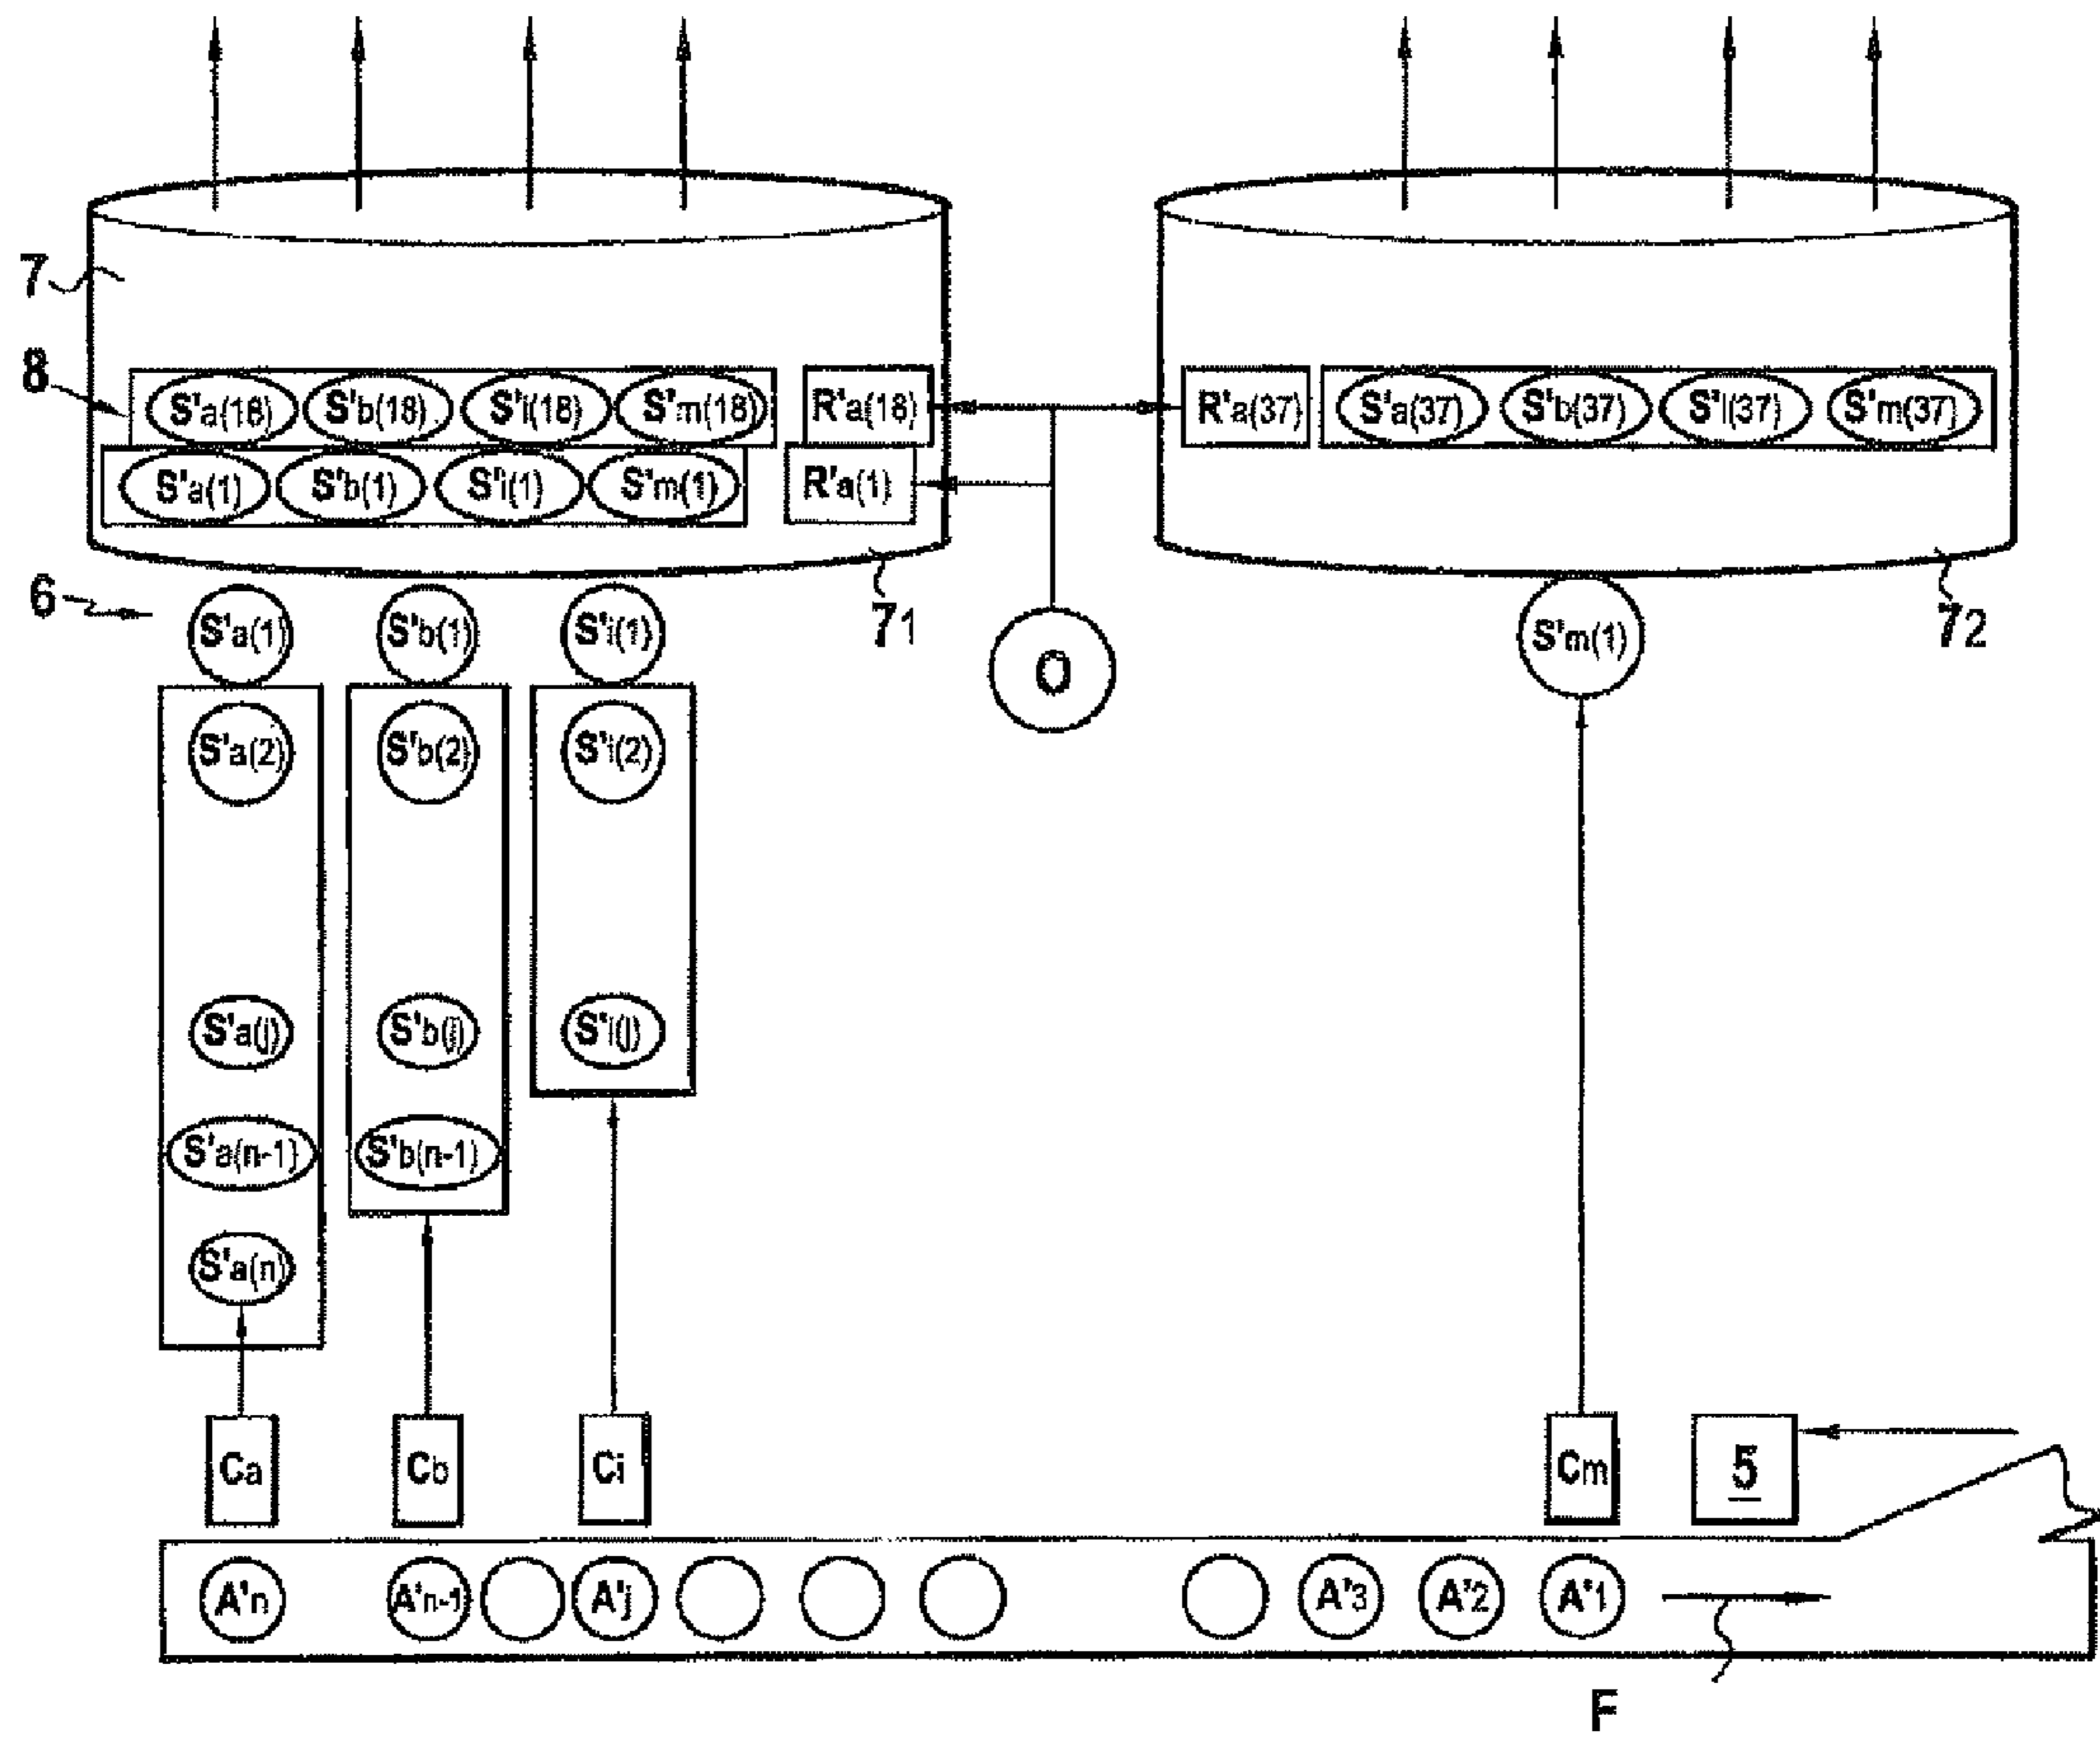 7
8
S'a(18) S'b(18) S'i(18) S'm(18) R'a(18) R'a(37) S'a(37) S'b(37) S'i(37) S'm(37)
S'a(1) S'b(1) S'i(1) S'm(1) R'a(1)
6
S'a(1) S'b(1) S'i(1) 71 O S'm(1) 72
S'a(2) S'b(2) S'i(2)
S'a(j) S'b(j) S'i(j)
S'a(n-1) S'b(n-1)
S'a(n)
Ca Cb Ci Cm 5
A'n A'n-1 A'j A'3 A'2 A'1
F